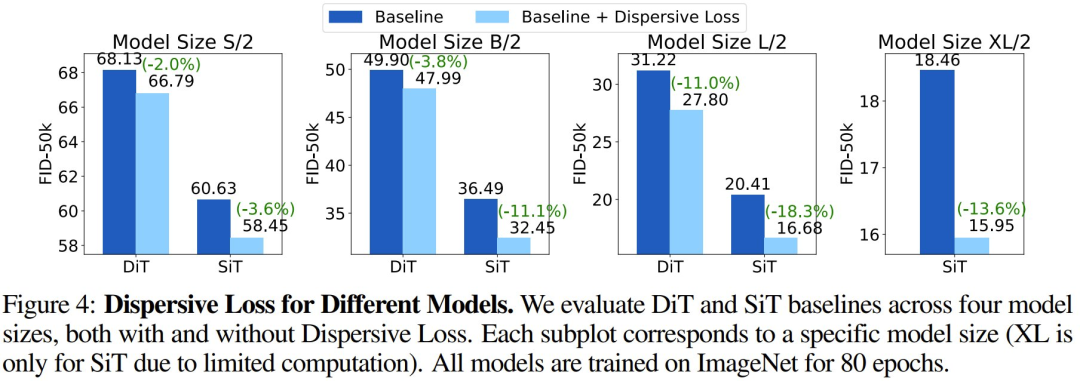 Baseline
Baseline + Dispersive Loss
Model Size S/2
FID-50k
68
66
64
62
60
58
68.13
(-2.0%)
66.79
60.63
(-3.6%)
58.45
DiT
SiT
Model Size B/2
FID-50k
50
45
40
35
49.90
(-3.8%)
47.99
36.49
(-11.1%)
32.45
DiT
SiT
Model Size L/2
FID-50k
30
25
20
31.22
(-11.0%)
27.80
20.41
(-18.3%)
16.68
DiT
SiT
Model Size XL/2
FID-50k
18
17
16
18.46
(-13.6%)
15.95
SiT
Figure 4: Dispersive Loss for Different Models. We evaluate DiT and SiT baselines across four model
sizes, both with and without Dispersive Loss. Each subplot corresponds to a specific model size (XL is
only for SiT due to limited computation). All models are trained on ImageNet for 80 epochs.